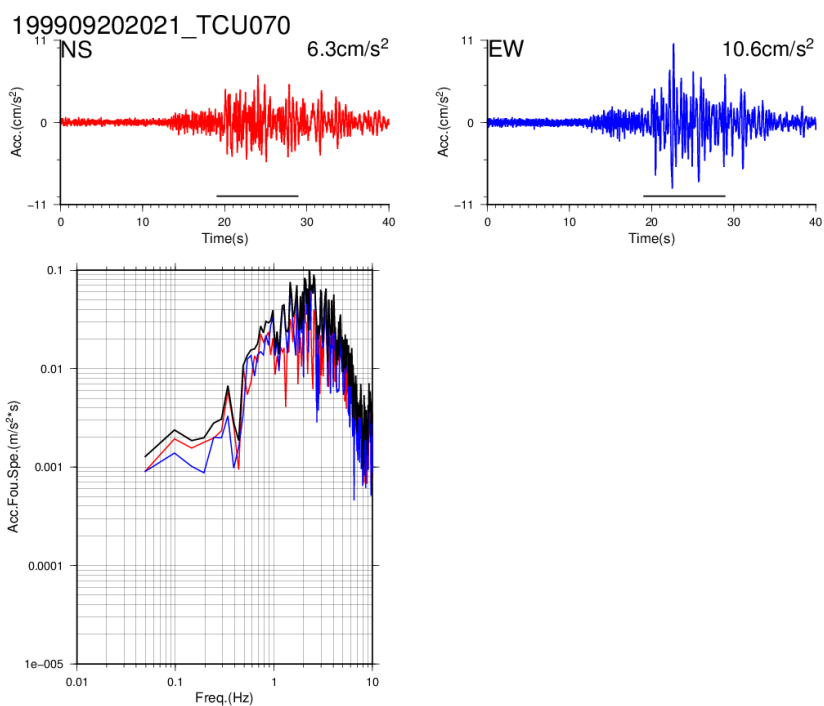 199909202021_TCU070
NS 6.3cm/s²
11
0
−11
Acc.(cm/s²)
0 10 20 30 40
Time(s)
EW 10.6cm/s²
11
0
−11
Acc.(cm/s²)
0 10 20 30 40
Time(s)
0.1
0.01
0.001
0.0001
1e−005
Acc.Fou.Spe.(m/s²*s)
0.01 0.1 1 10
Freq.(Hz)